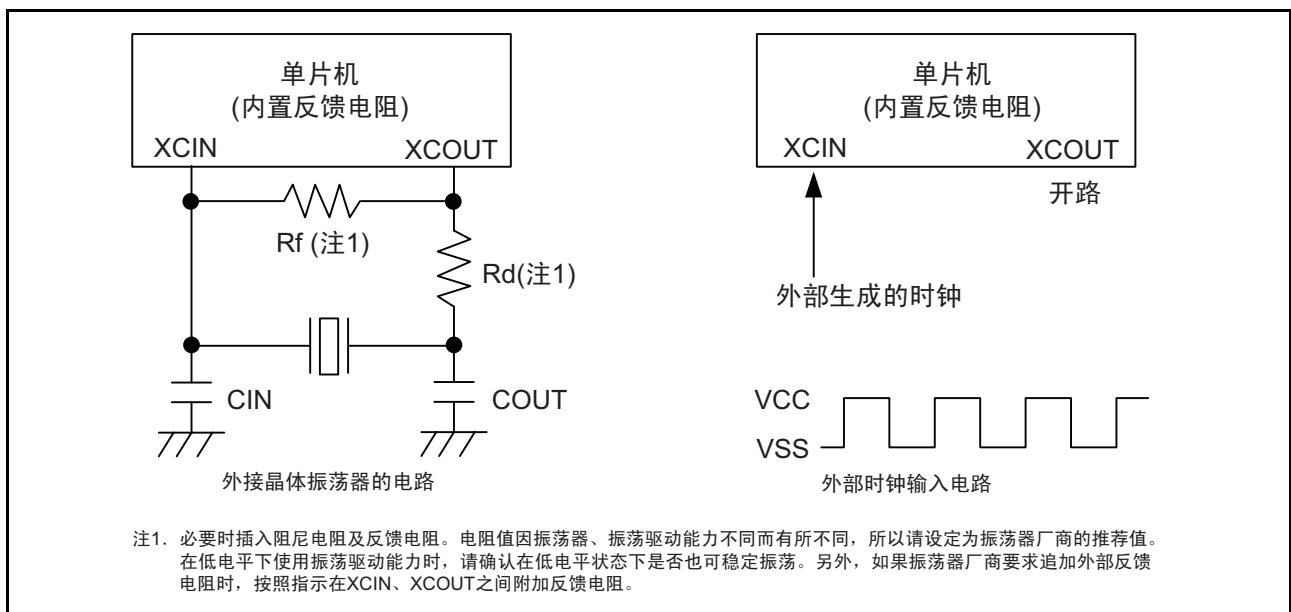 单片机
(内置反馈电阻)
XCIN
XCOUT
Rf (注1)
Rd(注1)
CIN
COUT
外接晶体振荡器的电路
单片机
(内置反馈电阻)
XCIN
XCOUT
开路
外部生成的时钟
VCC
VSS
外部时钟输入电路
注1. 必要时插入阻尼电阻及反馈电阻。电阻值因振荡器、振荡驱动能力不同而有所不同，所以请设定为振荡器厂商的推荐值。
在低电平下使用振荡驱动能力时，请确认在低电平状态下是否也可稳定振荡。另外，如果振荡器厂商要求追加外部反馈
电阻时，按照指示在XCIN、XCOUT之间附加反馈电阻。